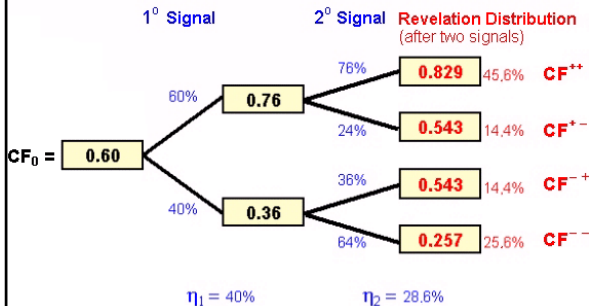 1º Signal 2º Signal Revelation Distribution
(after two signals)
76% 0.829 45,6% CF⁺⁺
60% 0.76
24% 0.543 14,4% CF⁺⁻
CF₀ = 0.60
36% 0.543 14,4% CF⁻⁺
40% 0.36
64% 0.257 25.6% CF⁻⁻
η₁ = 40% η₂ = 28.6%